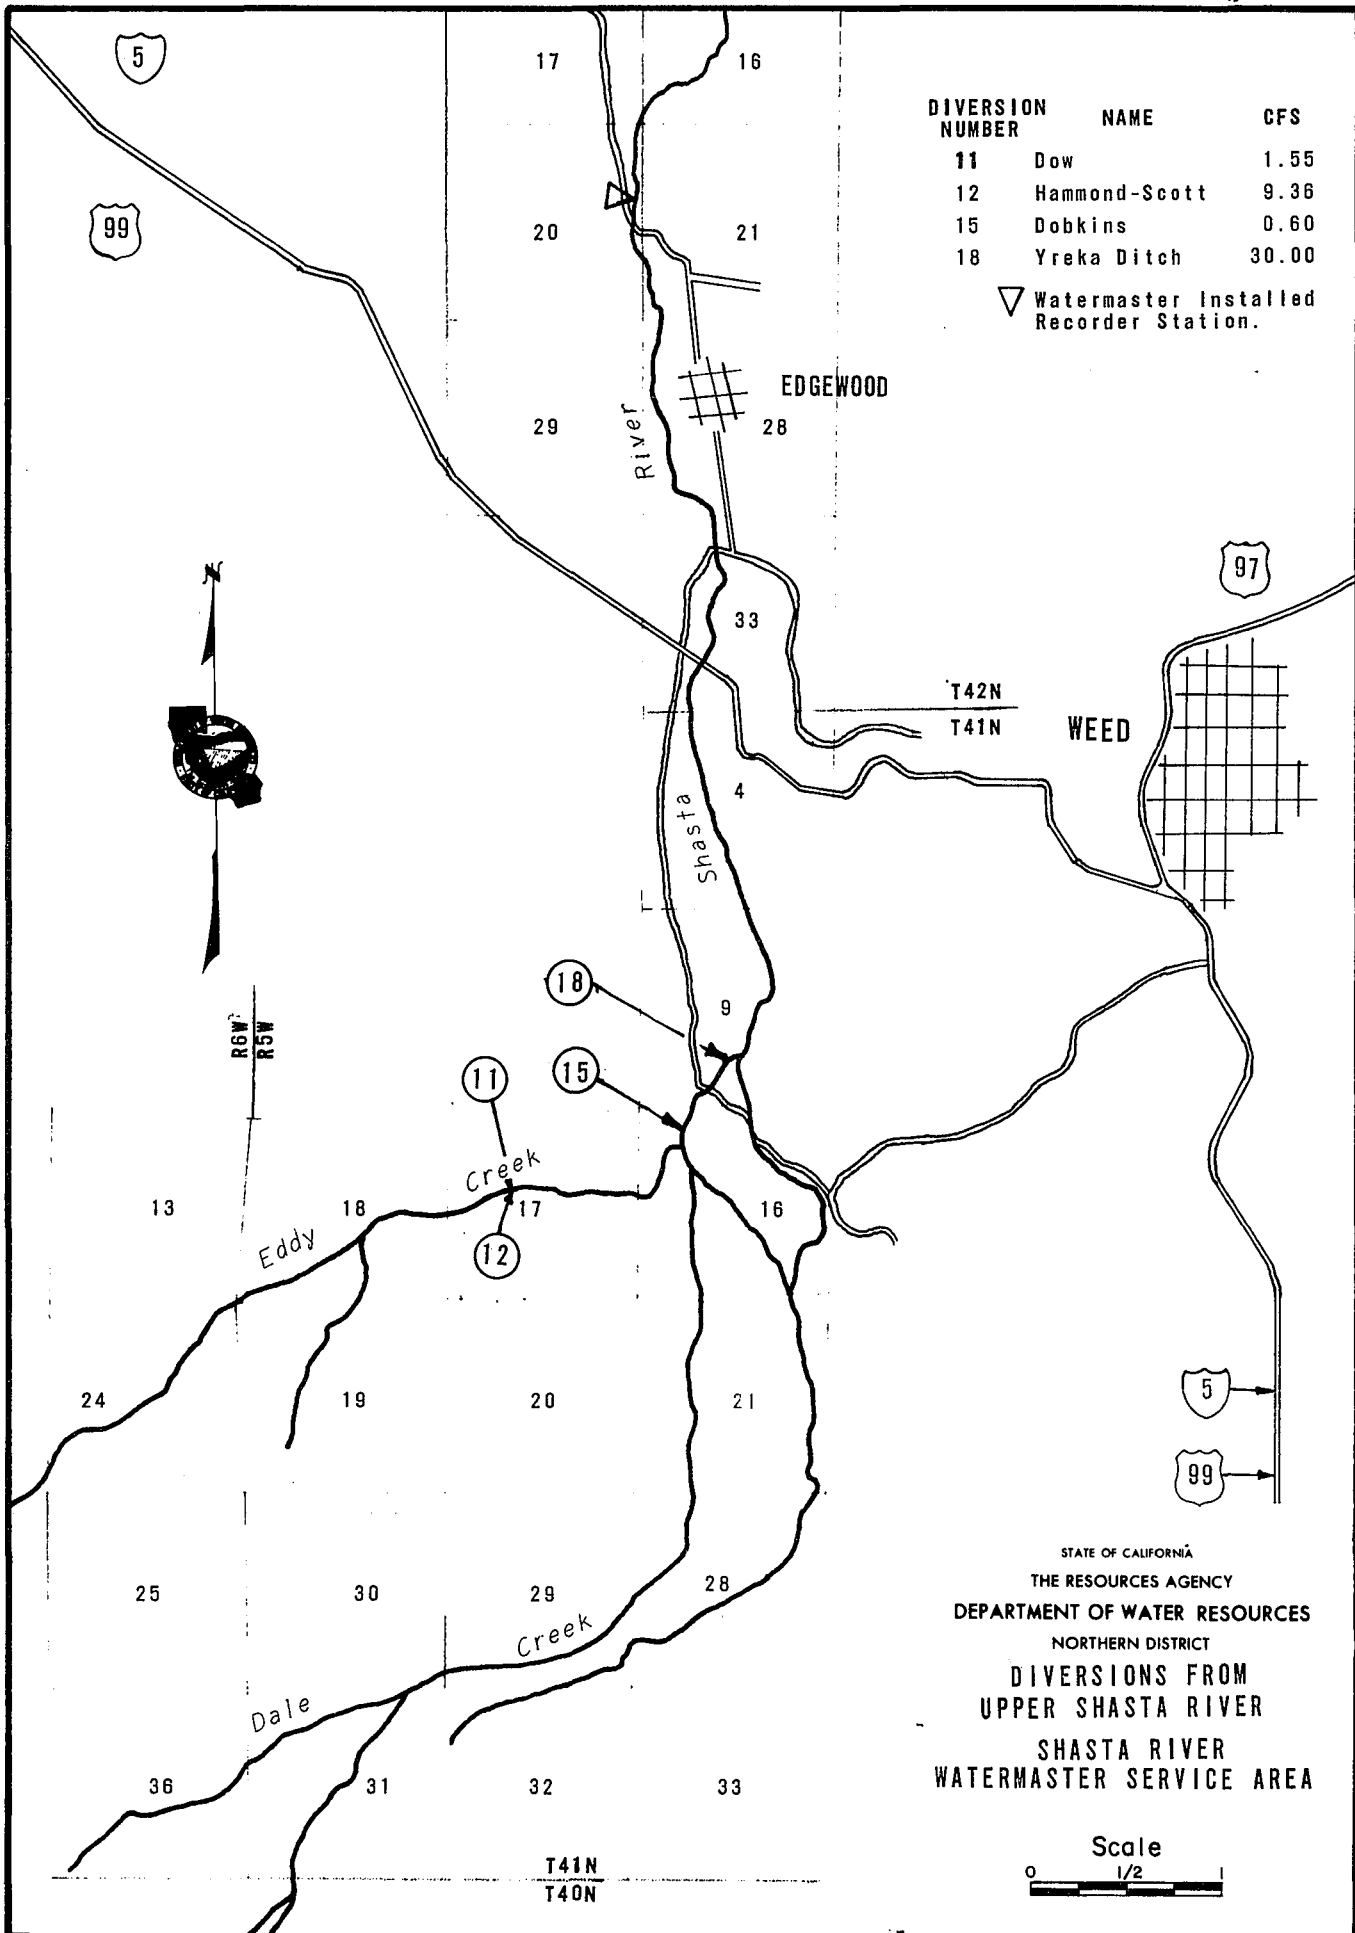 5
17
16
DIVERSION NUMBER NAME CFS
11 Dow 1.55
12 Hammond-Scott 9.36
15 Dobkins 0.60
18 Yreka Ditch 30.00
Watermaster Installed
Recorder Station.
99
20
21
EDGEWOOD
29
28
River
97
N
33
T42N
T41N
WEED
4
Shasta
18
9
R6W
R5W
15
11
Creek
13
18
17
16
Eddy
12
24
19
20
21
5
99
25
30
29
28
Creek
Dale
36
31
32
33
T41N
T40N
STATE OF CALIFORNIA
THE RESOURCES AGENCY
DEPARTMENT OF WATER RESOURCES
NORTHERN DISTRICT
DIVERSIONS FROM
UPPER SHASTA RIVER
SHASTA RIVER
WATERMASTER SERVICE AREA
Scale
0 1/2 1